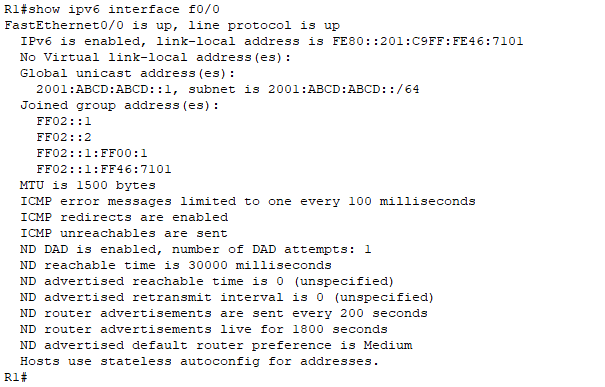 R1#show ipv6 interface f0/0
FastEthernet0/0 is up, line protocol is up
  IPv6 is enabled, link-local address is FE80::201:C9FF:FE46:7101
  No Virtual link-local address(es):
  Global unicast address(es):
    2001:ABCD:ABCD::1, subnet is 2001:ABCD:ABCD::/64
  Joined group address(es):
    FF02::1
    FF02::2
    FF02::1:FF00:1
    FF02::1:FF46:7101
  MTU is 1500 bytes
  ICMP error messages limited to one every 100 milliseconds
  ICMP redirects are enabled
  ICMP unreachables are sent
  ND DAD is enabled, number of DAD attempts: 1
  ND reachable time is 30000 milliseconds
  ND advertised reachable time is 0 (unspecified)
  ND advertised retransmit interval is 0 (unspecified)
  ND router advertisements are sent every 200 seconds
  ND router advertisements live for 1800 seconds
  ND advertised default router preference is Medium
  Hosts use stateless autoconfig for addresses.
R1#